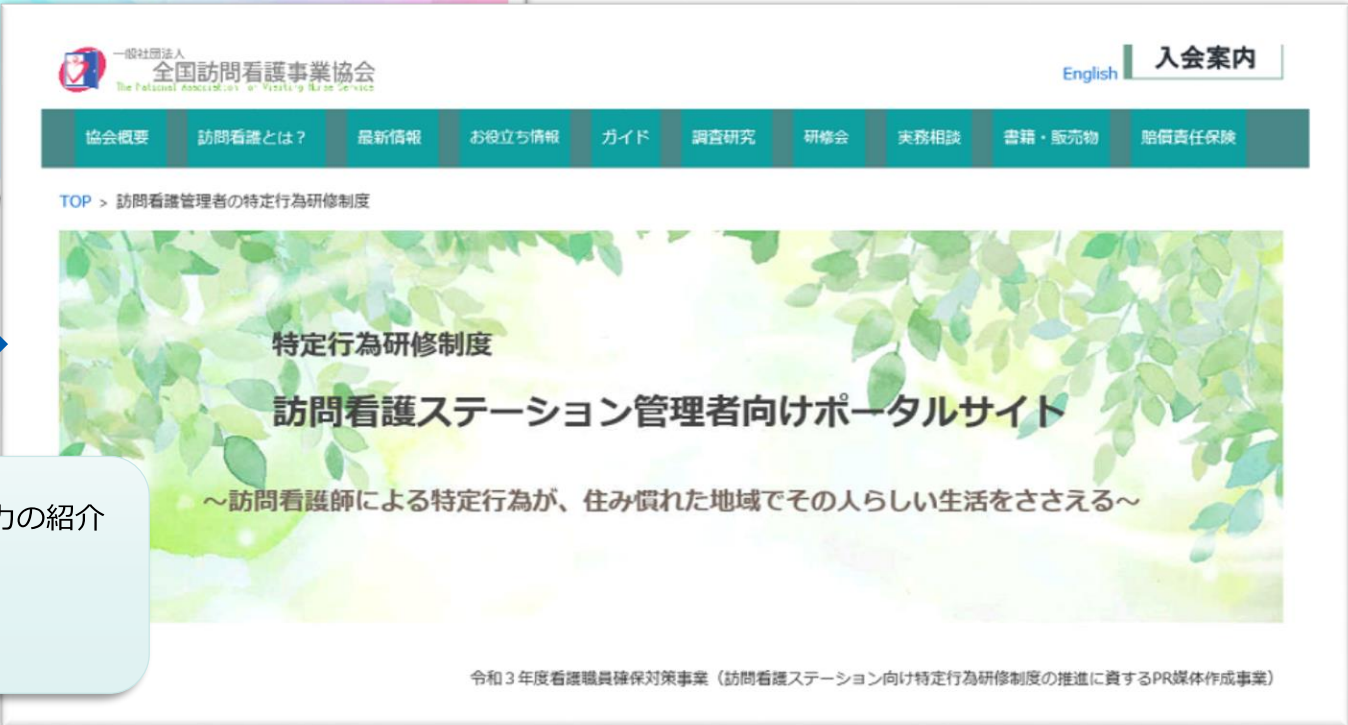 一般社団法人
全国訪問看護事業協会
The National Association for Visiting Nurse Service
English
入会案内
協会概要 訪問看護とは? 最新情報 お役立ち情報 ガイド 調査研究 研修会 実務相談 書籍・販売物 賠償責任保険
TOP > 訪問看護管理者の特定行為研修制度
特定行為研修制度
訪問看護ステーション管理者向けポータルサイト
~訪問看護師による特定行為が、住み慣れた地域でその人らしい生活をささえる~
力の紹介
令和3年度看護職員確保対策事業(訪問看護ステーション向け特定行為研修制度の推進に資するPR媒体作成事業)